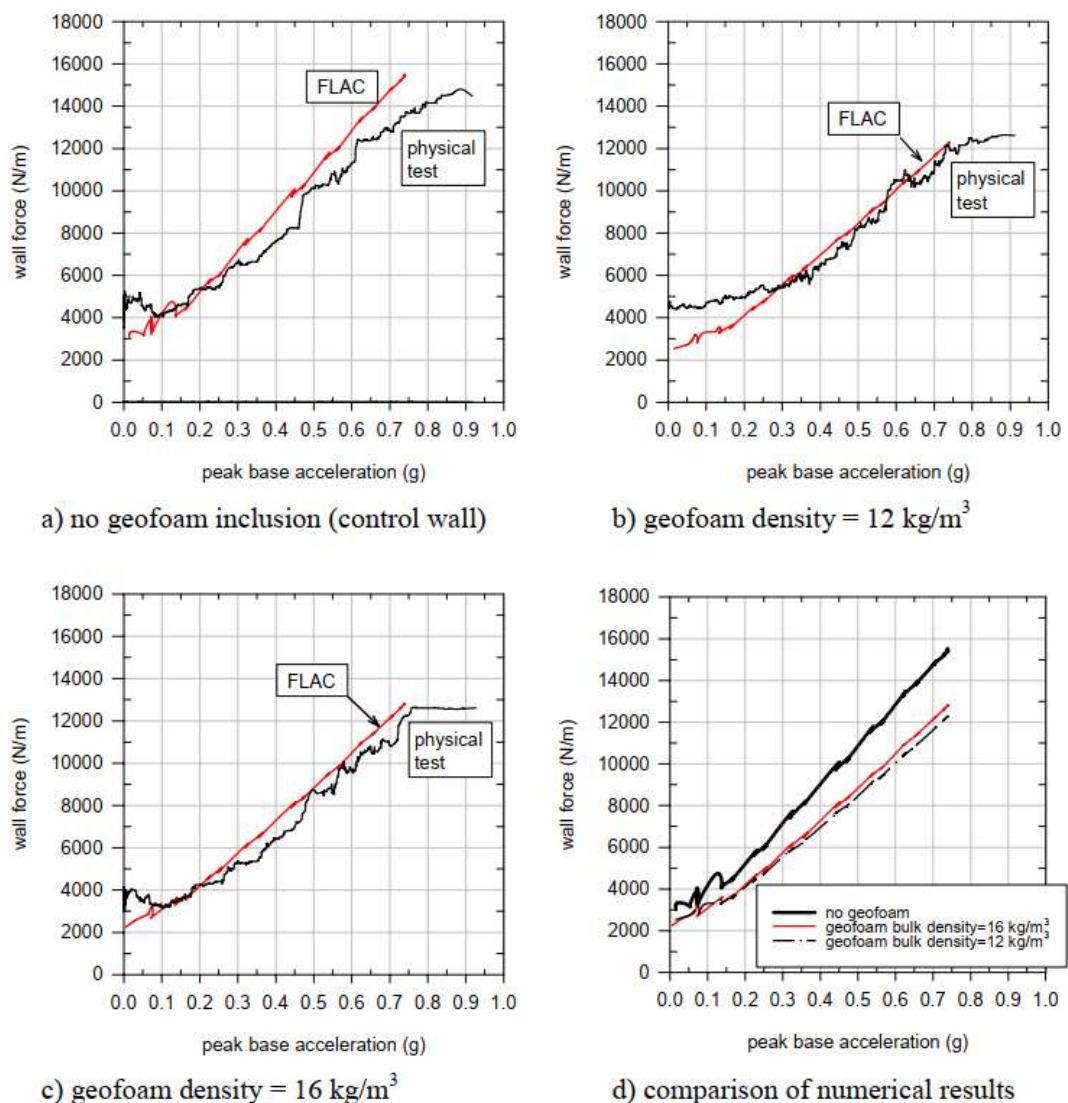 18000
16000
14000
12000
10000
8000
6000
4000
2000
0
wall force (N/m)
FLAC
physical
test
0.0 0.1 0.2 0.3 0.4 0.5 0.6 0.7 0.8 0.9 1.0
peak base acceleration (g)
a) no geofoam inclusion (control wall)
18000
16000
14000
12000
10000
8000
6000
4000
2000
0
wall force (N/m)
FLAC
physical
test
0.0 0.1 0.2 0.3 0.4 0.5 0.6 0.7 0.8 0.9 1.0
peak base acceleration (g)
b) geofoam density = 12 kg/m³
18000
16000
14000
12000
10000
8000
6000
4000
2000
0
wall force (N/m)
FLAC
physical
test
0.0 0.1 0.2 0.3 0.4 0.5 0.6 0.7 0.8 0.9 1.0
peak base acceleration (g)
c) geofoam density = 16 kg/m³
18000
16000
14000
12000
10000
8000
6000
4000
2000
0
wall force (N/m)
no geofoam
geofoam bulk density=16 kg/m³
geofoam bulk density=12 kg/m³
0.0 0.1 0.2 0.3 0.4 0.5 0.6 0.7 0.8 0.9 1.0
peak base acceleration (g)
d) comparison of numerical results